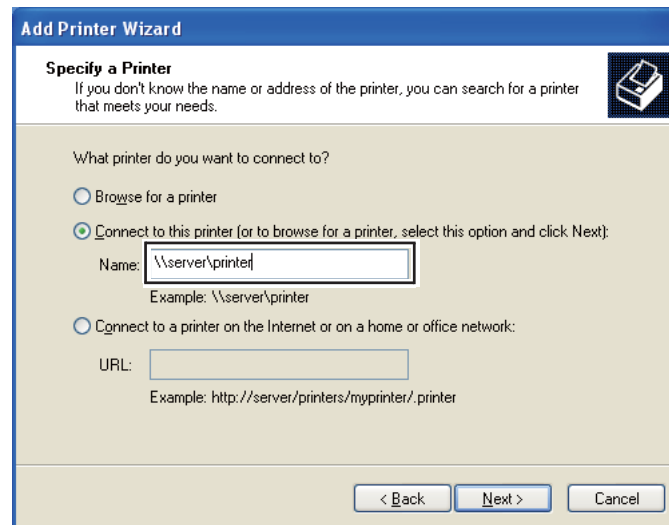 Add Printer Wizard
Specify a Printer
If you don't know the name or address of the printer, you can search for a printer
that meets your needs.
What printer do you want to connect to?
Browse for a printer
Connect to this printer (or to browse for a printer, select this option and click Next):
Name: \\server\printer
Example: \\server\printer
Connect to a printer on the Internet or on a home or office network:
URL:
Example: http://server/printers/myprinter/.printer
< Back Next > Cancel